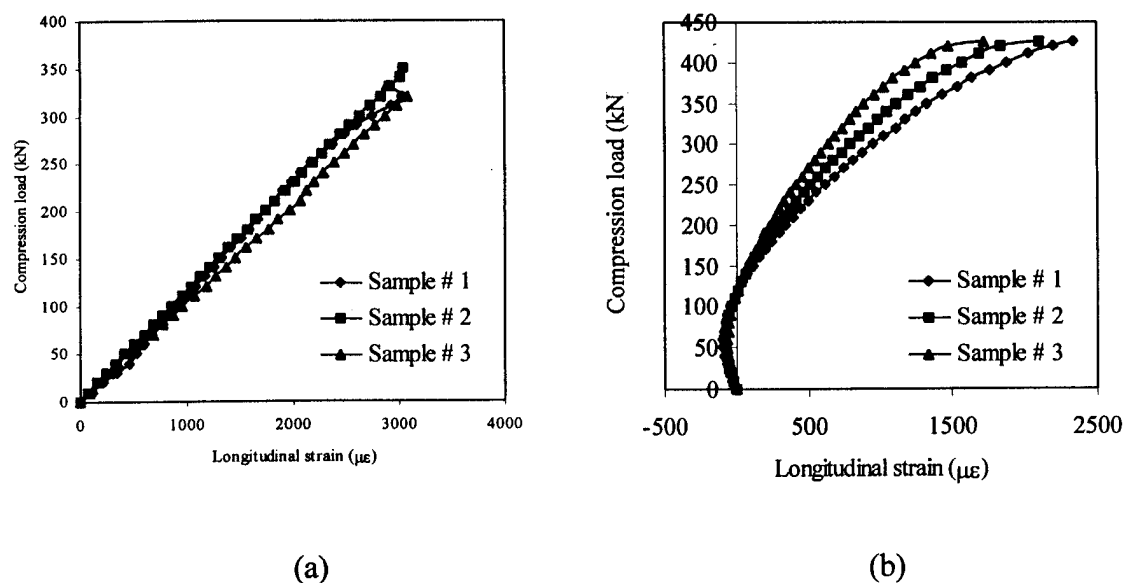 400
350
300
250
200
150
100
50
0
Compression load (kN)
Sample # 1
Sample # 2
Sample # 3
0 1000 2000 3000 4000
Longitudinal strain (με)
(a)
450
400
350
300
250
200
150
100
50
0
Compression load (kN
Sample # 1
Sample # 2
Sample # 3
-500 500 1500 2500
Longitudinal strain (με)
(b)